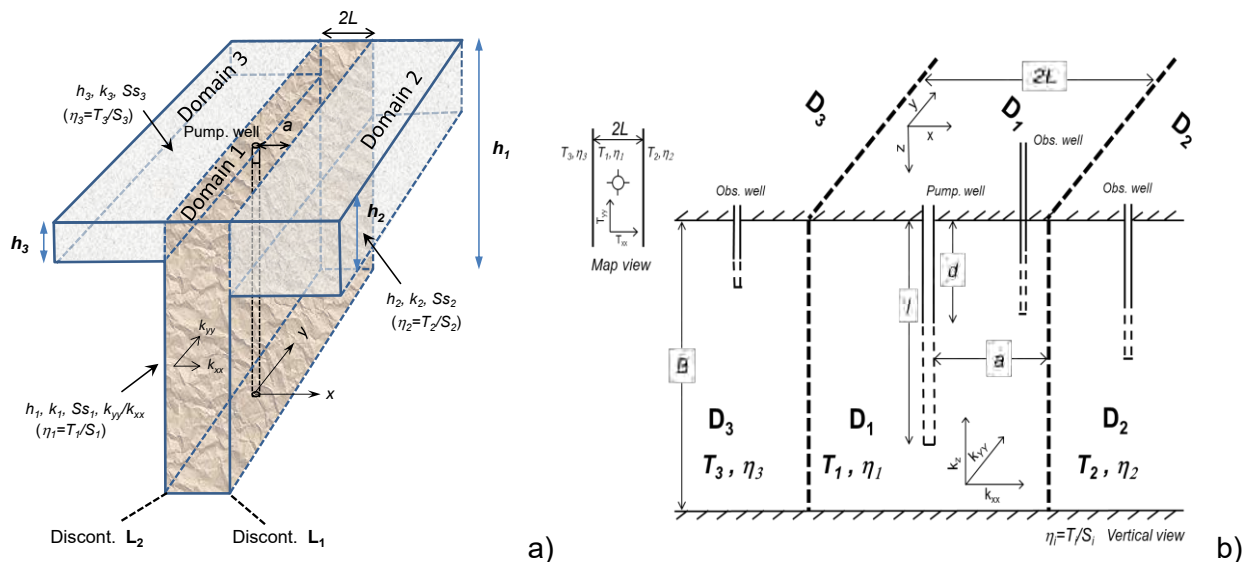 2L
Domain 3
h3, k3, Ss3
(η3=T3/S3)
Pump. well
a
Domain 2
Domain 1
h1
h3
h2
h2, k2, Ss2
(η2=T2/S2)
kyy
kxx
y
x
h1, k1, Ss1, kyy/kxx
(η1=T1/S1)
Discont. L2
Discont. L1
a)
2L
T3, η3
T1, η1
T2, η2
Tyy
Txx
Map view
D3
y
x
z
2L
D1
D2
Obs. well
Obs. well
Pump. well
Obs. well
B
l
d
a
D3
T3 , η3
D1
T1 , η1
kz
kyy
kxx
D2
T2 , η2
ηi=Ti/Si Vertical view
b)